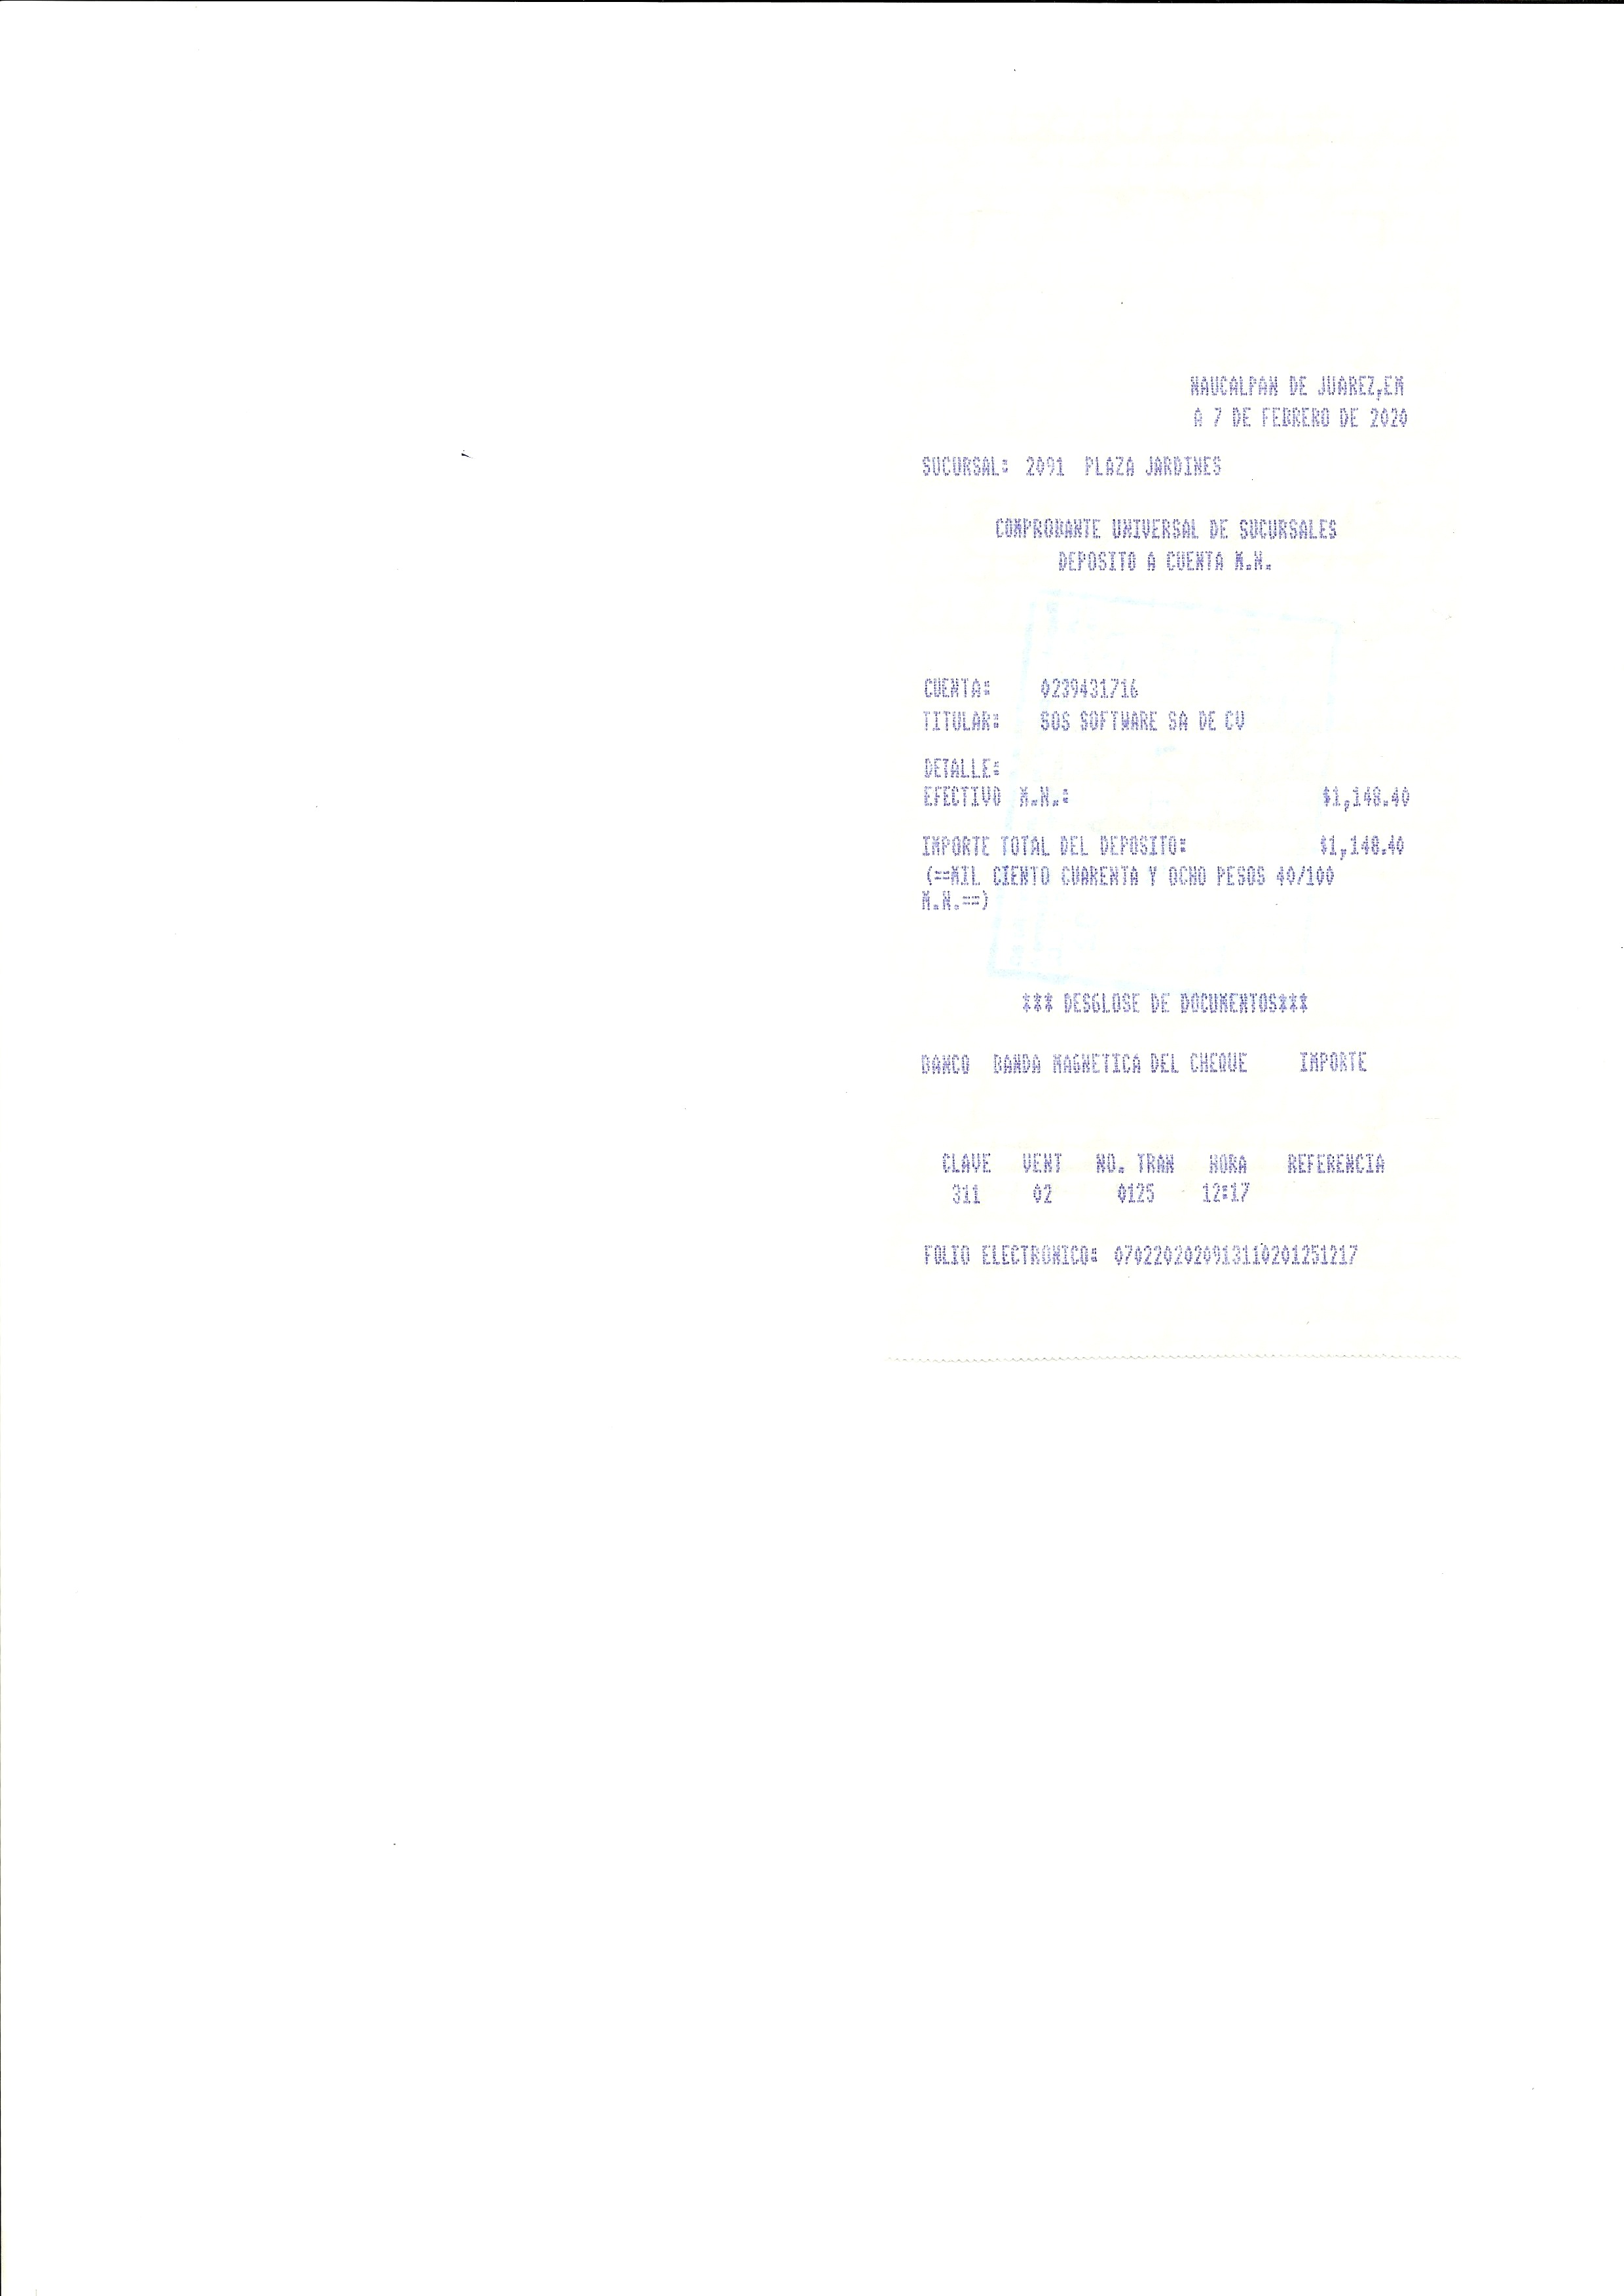 NAUCALPAN DE JUAREZ,EM
A 7 DE FEBRERO DE 2020
SUCURSAL: 2091 PLAZA JARDINES
COMPROBANTE UNIVERSAL DE SUCURSALES
DEPOSITO A CUENTA M.N.
CUENTA: 0239431716
TITULAR: SOS SOFTWARE SA DE CV
DETALLE:
EFECTIVO M.N.: $1,148.40
IMPORTE TOTAL DEL DEPOSITO: $1,148.40
(==MIL CIENTO CUARENTA Y OCHO PESOS 40/100
M.N.==)
*** DESGLOSE DE DOCUMENTOS***
BANCO BANDA MAGNETICA DEL CHEQUE IMPORTE
CLAVE VENT NO. TRAN HORA REFERENCIA
311 02 0125 12:17
FOLIO ELECTRONICO: 0702202020913110201251217